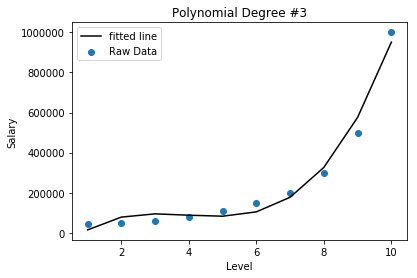 Polynomial Degree #3
fitted line
Raw Data
1000000
800000
600000
400000
200000
0
Salary
2 4 6 8 10
Level